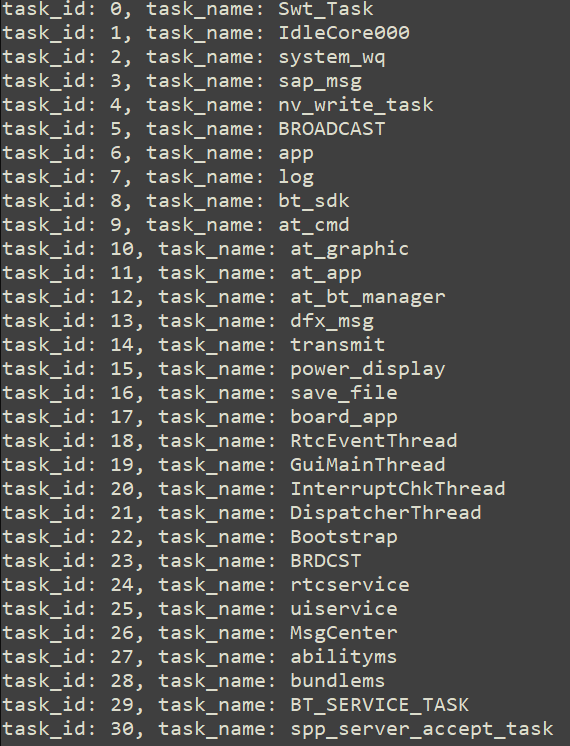 task_id: 0, task_name: Swt_Task
task_id: 1, task_name: IdleCore000
task_id: 2, task_name: system_wq
task_id: 3, task_name: sap_msg
task_id: 4, task_name: nv_write_task
task_id: 5, task_name: BROADCAST
task_id: 6, task_name: app
task_id: 7, task_name: log
task_id: 8, task_name: bt_sdk
task_id: 9, task_name: at_cmd
task_id: 10, task_name: at_graphic
task_id: 11, task_name: at_app
task_id: 12, task_name: at_bt_manager
task_id: 13, task_name: dfx_msg
task_id: 14, task_name: transmit
task_id: 15, task_name: power_display
task_id: 16, task_name: save_file
task_id: 17, task_name: board_app
task_id: 18, task_name: RtcEventThread
task_id: 19, task_name: GuiMainThread
task_id: 20, task_name: InterruptChkThread
task_id: 21, task_name: DispatcherThread
task_id: 22, task_name: Bootstrap
task_id: 23, task_name: BRDCST
task_id: 24, task_name: rtcservice
task_id: 25, task_name: uiservice
task_id: 26, task_name: MsgCenter
task_id: 27, task_name: abilityms
task_id: 28, task_name: bundlems
task_id: 29, task_name: BT_SERVICE_TASK
task_id: 30, task_name: spp_server_accept_task